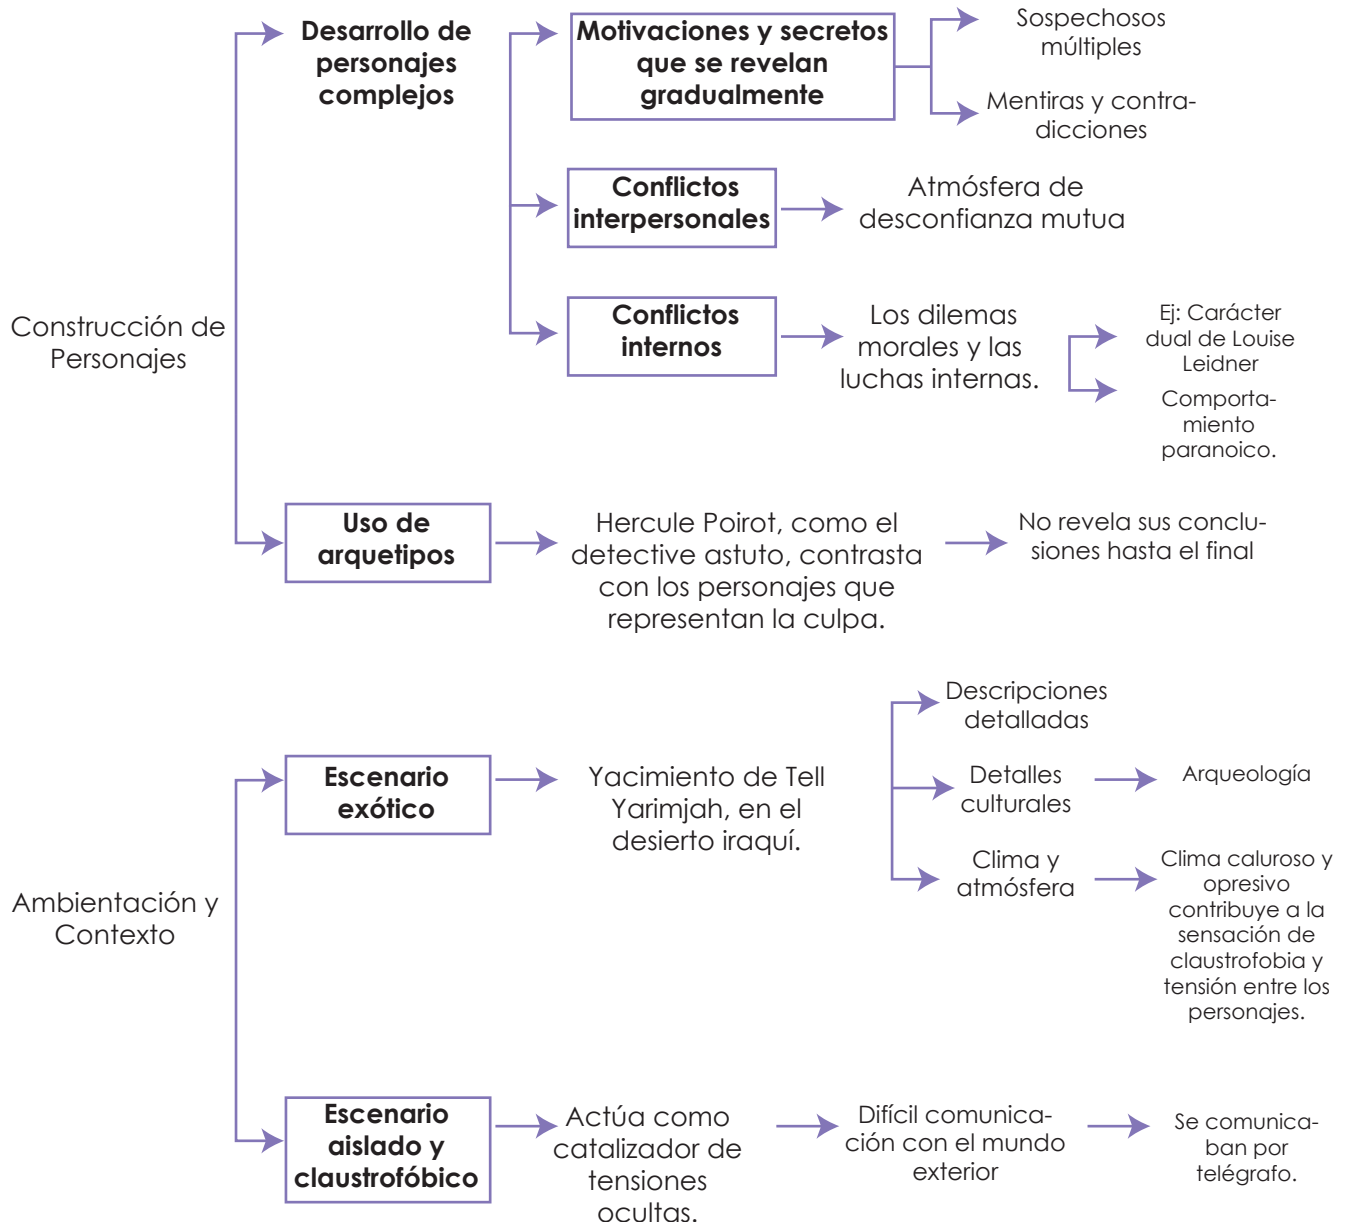 Construcción de
Personajes
Desarrollo de
personajes
complejos
Motivaciones y secretos
que se revelan
gradualmente
Sospechosos
múltiples
Mentiras y contra-
dicciones
Conflictos
interpersonales
Atmósfera de
desconfianza mutua
Conflictos
internos
Los dilemas
morales y las
luchas internas.
Ej: Carácter
dual de Louise
Leidner
Comporta-
miento
paranoico.
Uso de
arquetipos
Hercule Poirot, como el
detective astuto, contrasta
con los personajes que
representan la culpa.
No revela sus conclu-
siones hasta el final
Ambientación y
Contexto
Escenario
exótico
Yacimiento de Tell
Yarimjah, en el
desierto iraquí.
Descripciones
detalladas
Detalles
culturales
Arqueología
Clima y
atmósfera
Clima caluroso y
opresivo
contribuye a la
sensación de
claustrofobia y
tensión entre los
personajes.
Escenario
aislado y
claustrofóbico
Actúa como
catalizador de
tensiones
ocultas.
Difícil comunica-
ción con el mundo
exterior
Se comunica-
ban por
telégrafo.